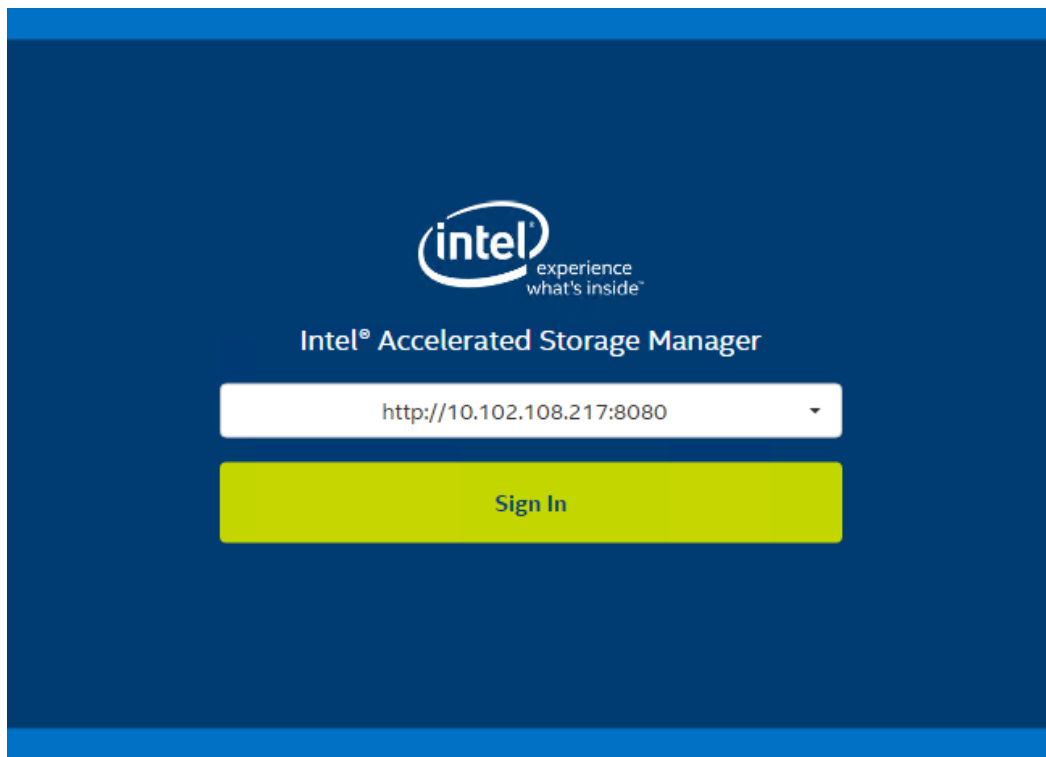 intel®
experience
what's inside™
Intel® Accelerated Storage Manager
http://10.102.108.217:8080
Sign In